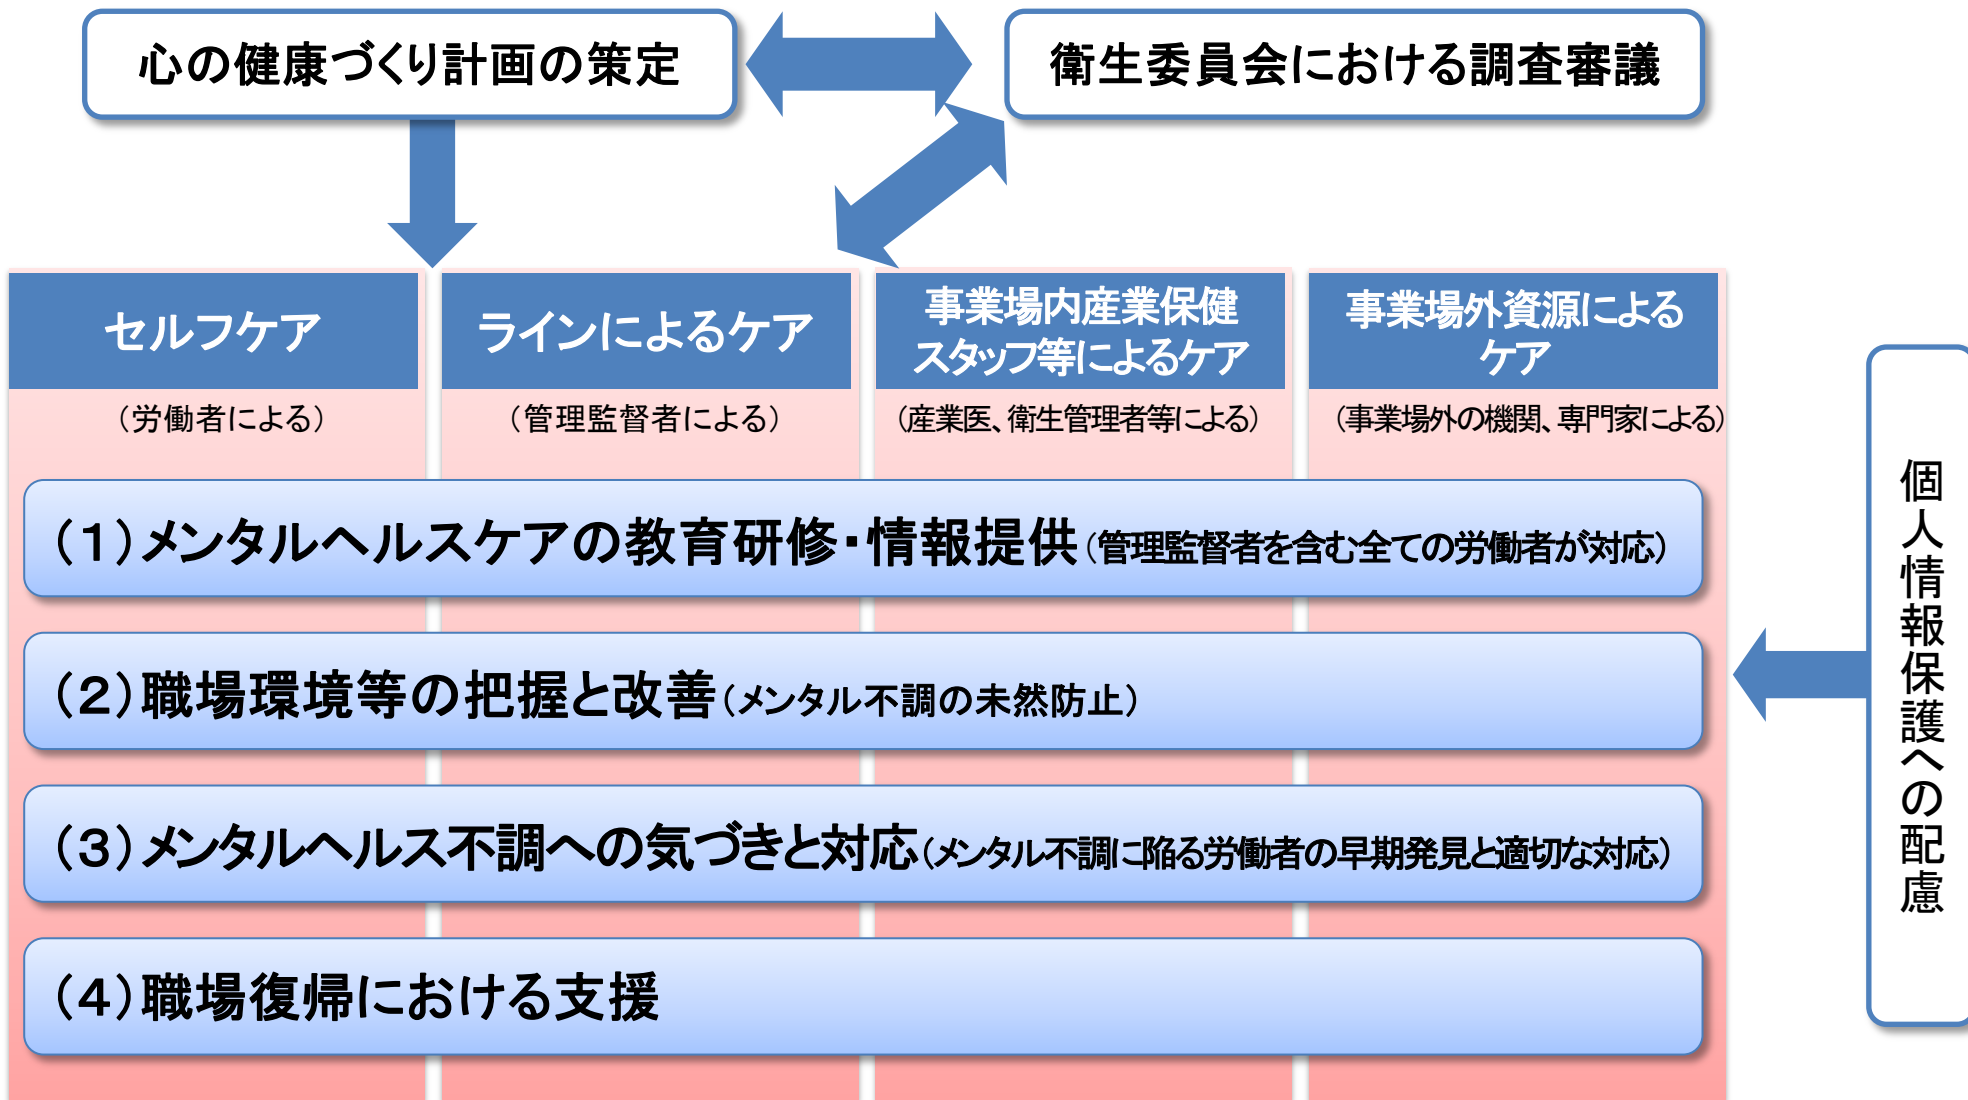 心の健康づくり計画の策定
衛生委員会における調査審議
セルフケア
(労働者による)
ラインによるケア
(管理監督者による)
事業場内産業保健
スタッフ等によるケア
(産業医、衛生管理者等による)
事業場外資源による
ケア
(事業場外の機関、専門家による)
(1)メンタルヘルスケアの教育研修・情報提供(管理監督者を含む全ての労働者が対応)
(2)職場環境等の把握と改善(メンタル不調の未然防止)
(3)メンタルヘルス不調への気づきと対応(メンタル不調に陥る労働者の早期発見と適切な対応)
(4)職場復帰における支援
個人情報保護への配慮